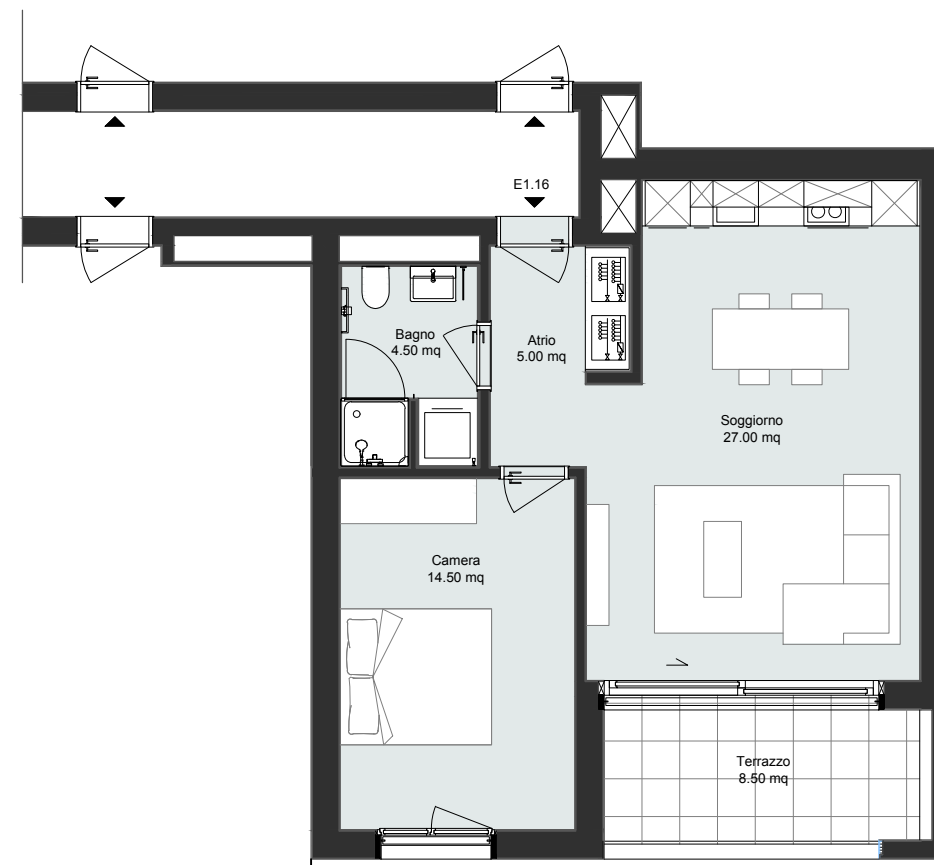 E1.16
Bagno
4.50 mq
Atrio
5.00 mq
Soggiorno
27.00 mq
Camera
14.50 mq
Terrazzo
8.50 mq